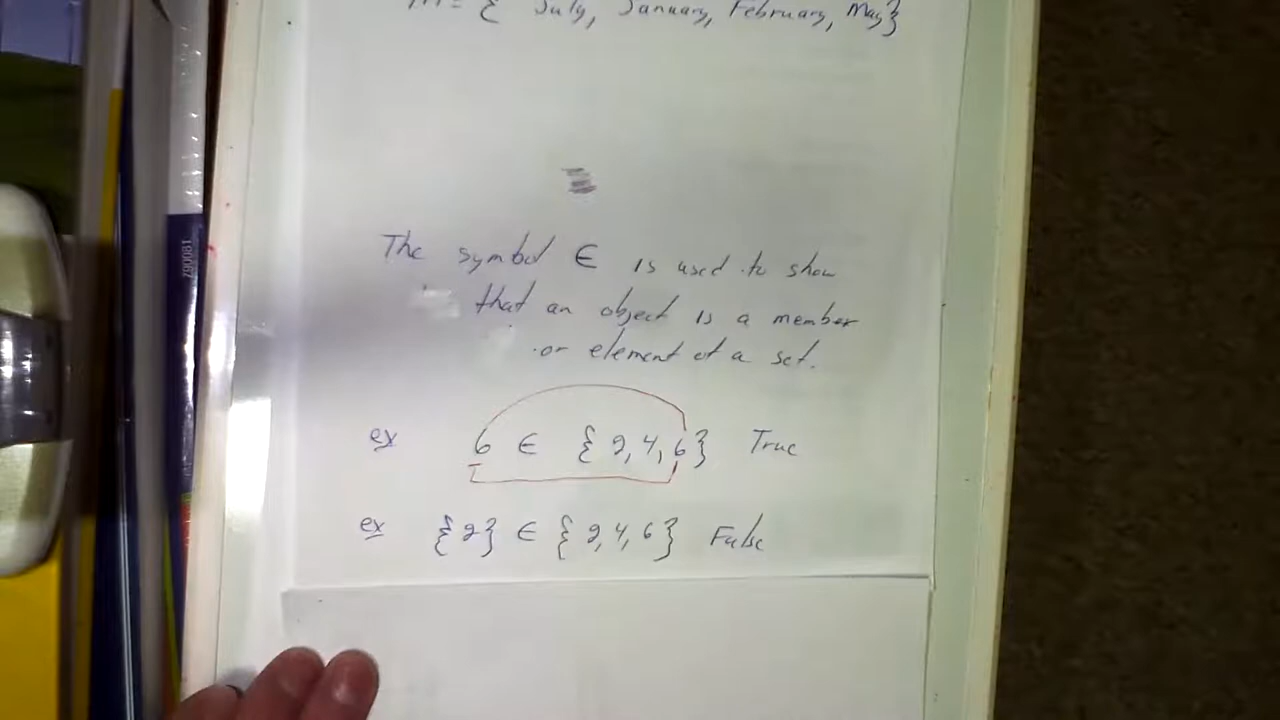 M = { July, January, February, May}
The symbol ∈ is used to show
that an object is a member
or element of a set.
ex 6 ∈ {2,4,6} True
ex {2} ∈ {2,4,6} False
180062